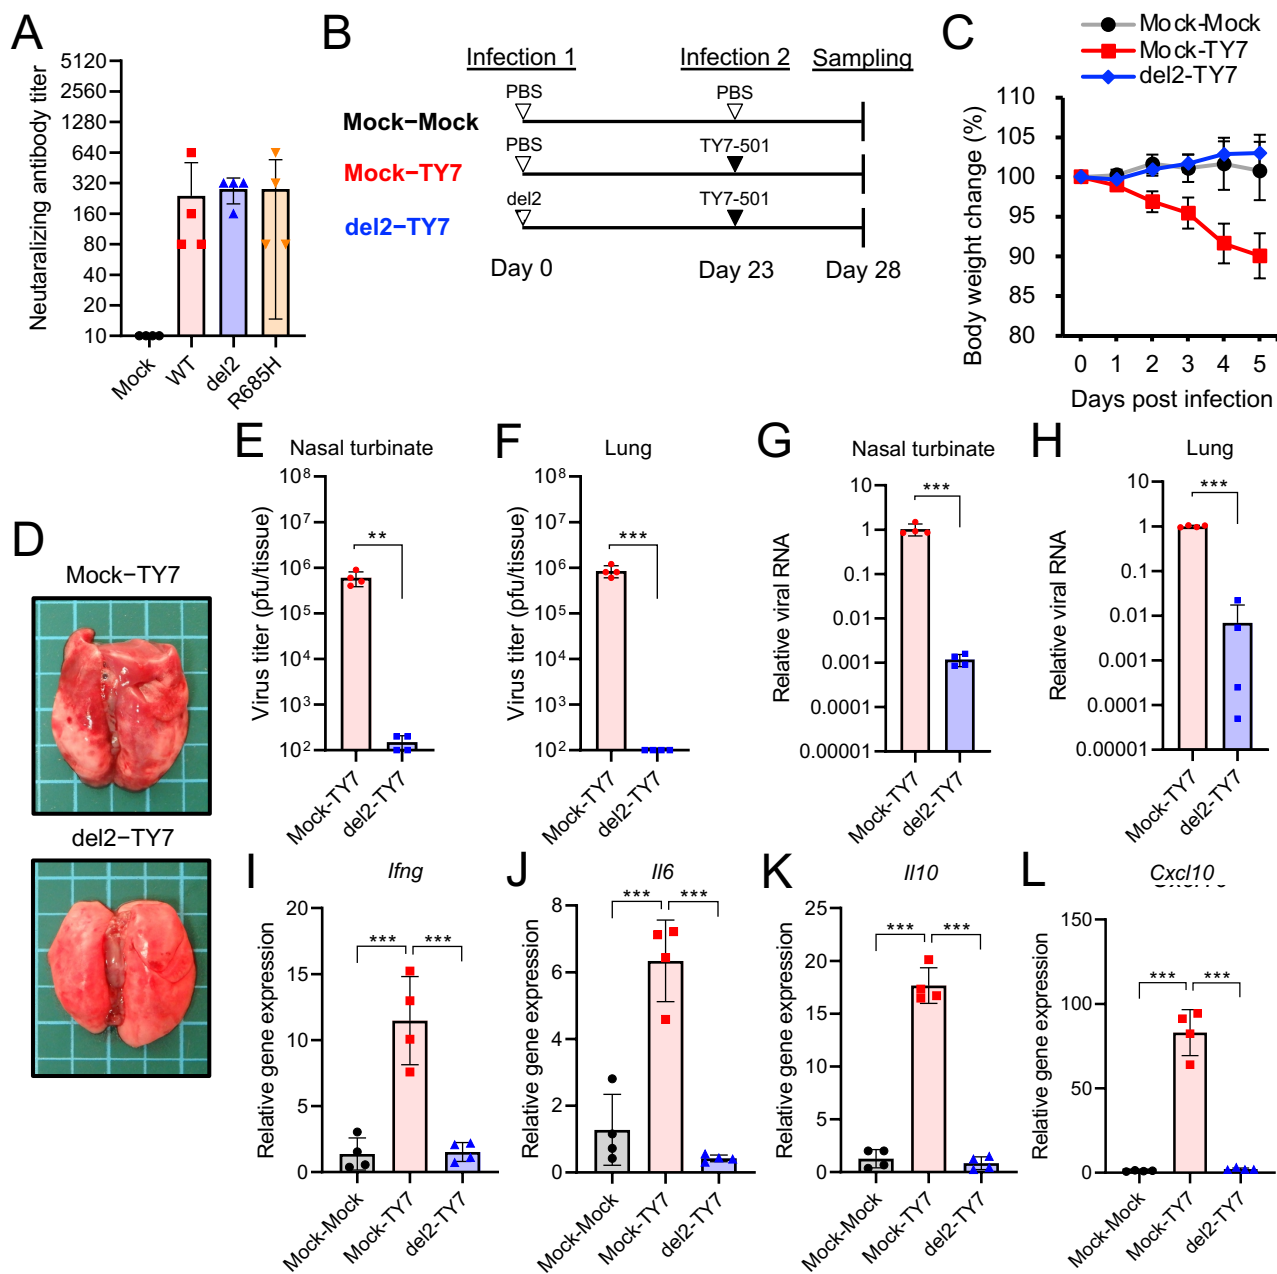 A
Neutaralizing antibody titer
5120
2560
1280
640
320
160
80
40
20
10
Mock
WT
del2
R685H
B
Infection 1
Infection 2
Sampling
Mock−Mock
PBS
PBS
Mock−TY7
PBS
TY7-501
del2−TY7
del2
TY7-501
Day 0
Day 23
Day 28
C
Mock-Mock
Mock-TY7
del2-TY7
Body weight change (%)
110
105
100
95
90
85
80
0 1 2 3 4 5
Days post infection
D
Mock−TY7
del2−TY7
E
Nasal turbinate
Virus titer (pfu/tissue)
10⁸
10⁷
10⁶
10⁵
10⁴
10³
10²
**
Mock-TY7
del2-TY7
F
Lung
Virus titer (pfu/tissue)
10⁸
10⁷
10⁶
10⁵
10⁴
10³
10²
***
Mock-TY7
del2-TY7
G
Nasal turbinate
Relative viral RNA
10
1
0.1
0.01
0.001
0.0001
0.00001
***
Mock-TY7
del2-TY7
H
Lung
Relative viral RNA
10
1
0.1
0.01
0.001
0.0001
0.00001
***
Mock-TY7
del2-TY7
I
Ifng
Relative gene expression
20
15
10
5
0
*** ***
Mock-Mock
Mock-TY7
del2-TY7
J
Il6
Relative gene expression
8
6
4
2
0
*** ***
Mock-Mock
Mock-TY7
del2-TY7
K
Il10
Relative gene expression
25
20
15
10
5
0
*** ***
Mock-Mock
Mock-TY7
del2-TY7
L
Cxcl10
Relative gene expression
150
100
50
0
*** ***
Mock-Mock
Mock-TY7
del2-TY7